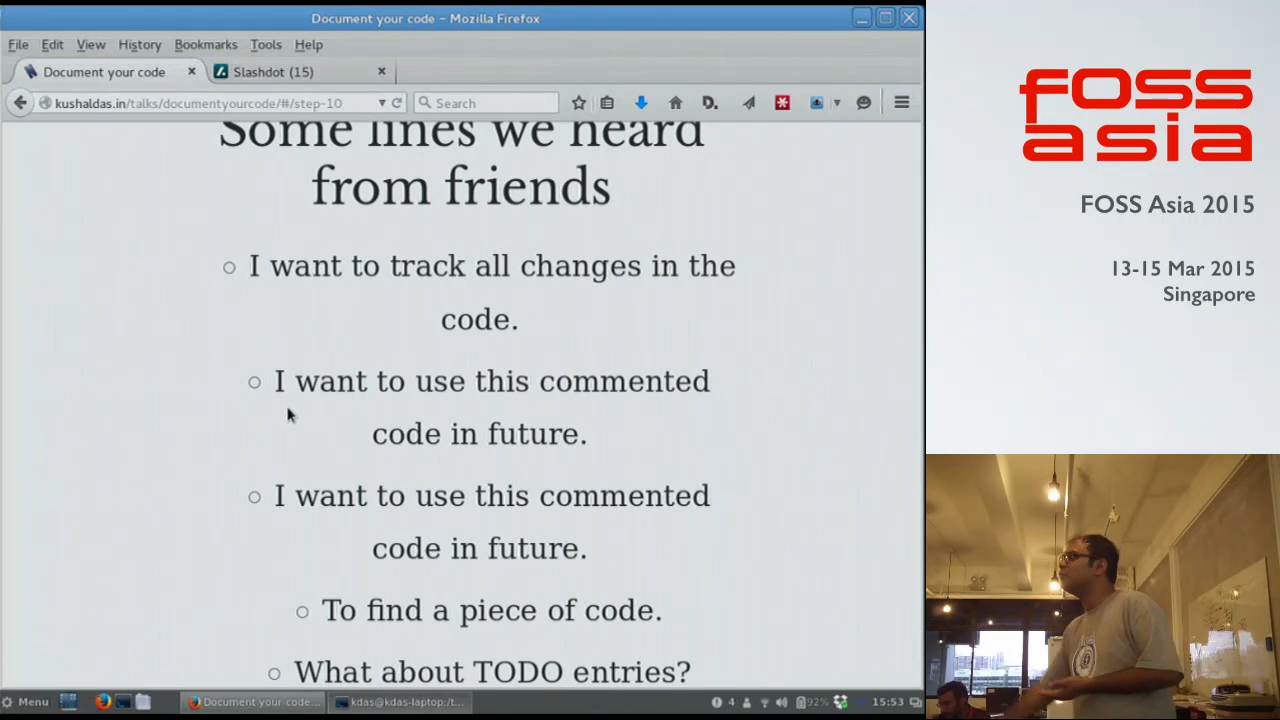 Document your code - Mozilla Firefox
File Edit View History Bookmarks Tools Help
Document your code
Slashdot (15)
kushaldas.in/talks/documentyourcode/#/step-10
Search
D.
Some lines we heard
from friends
I want to track all changes in the
code.
I want to use this commented
code in future.
I want to use this commented
code in future.
To find a piece of code.
What about TODO entries?
Menu
Document your code...
kdas@kdas-laptop:/t...
4
92%
15:53
foss
asia
FOSS Asia 2015
13-15 Mar 2015
Singapore